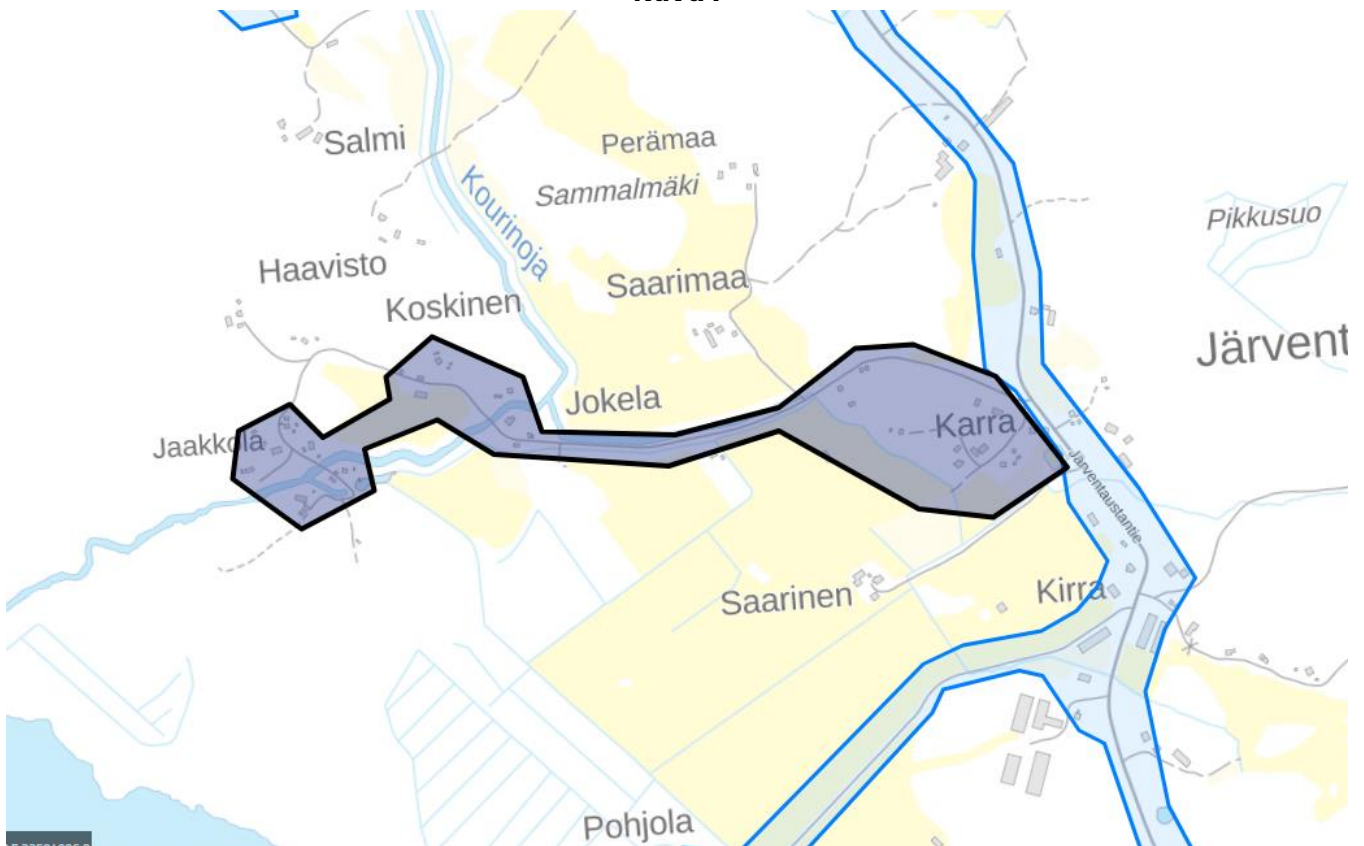 Salmi
Perämaa
Sammalmäki
Kourinoja
Pikkusuo
Haavisto
Saarimaa
Koskinen
Järvent
Jokela
Karra
Jaakkola
Järventaustantie
Saarinen
Kirra
Pohjola